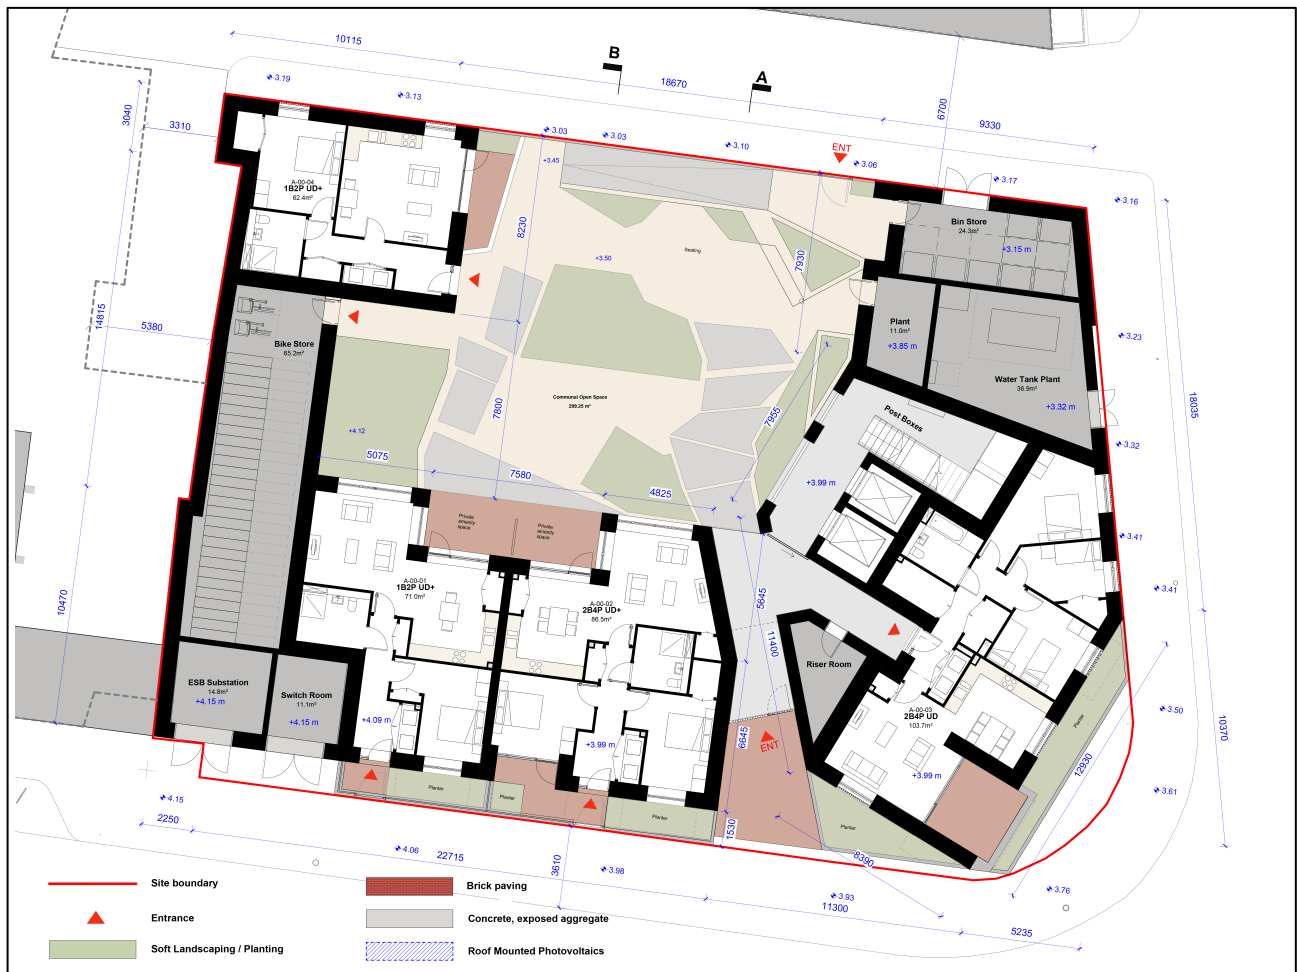 10115
B
A
18670
6700
9330
3.19
3.13
3.03
3.03
3.10
ENT
3.06
3.17
3.16
3040
3310
+3.45
A-00-04
1B2P UD+
62.4m²
8230
Seating
7930
Bin Store
24.3m²
+3.15 m
+3.50
14815
5380
Bike Store
65.2m²
Plant
11.0m²
+3.85 m
3.23
Water Tank Plant
36.9m²
+3.32 m
18035
Communal Open Space
299.25 m²
7800
7955
Post Boxes
+4.12
3.32
5075
7580
4825
+3.99 m
Private
amenity
space
Private
amenity
space
3.41
A-00-01
1B2P UD+
71.0m²
A-00-02
2B4P UD+
86.5m²
5645
11400
3.41
10470
Riser Room
ESB Substation
14.8m²
+4.15 m
Switch Room
11.1m²
+4.15 m
+4.09 m
+3.99 m
A-00-03
2B4P UD
103.7m²
+3.99 m
6645
ENT
Planter
3.50
10370
12930
Planter
Planter
Planter
Planter
3.61
4.15
2250
4.06
22715
3610
1530
8390
3.98
3.93
11300
3.76
5235
Site boundary
Brick paving
Entrance
Concrete, exposed aggregate
Soft Landscaping / Planting
Roof Mounted Photovoltaics